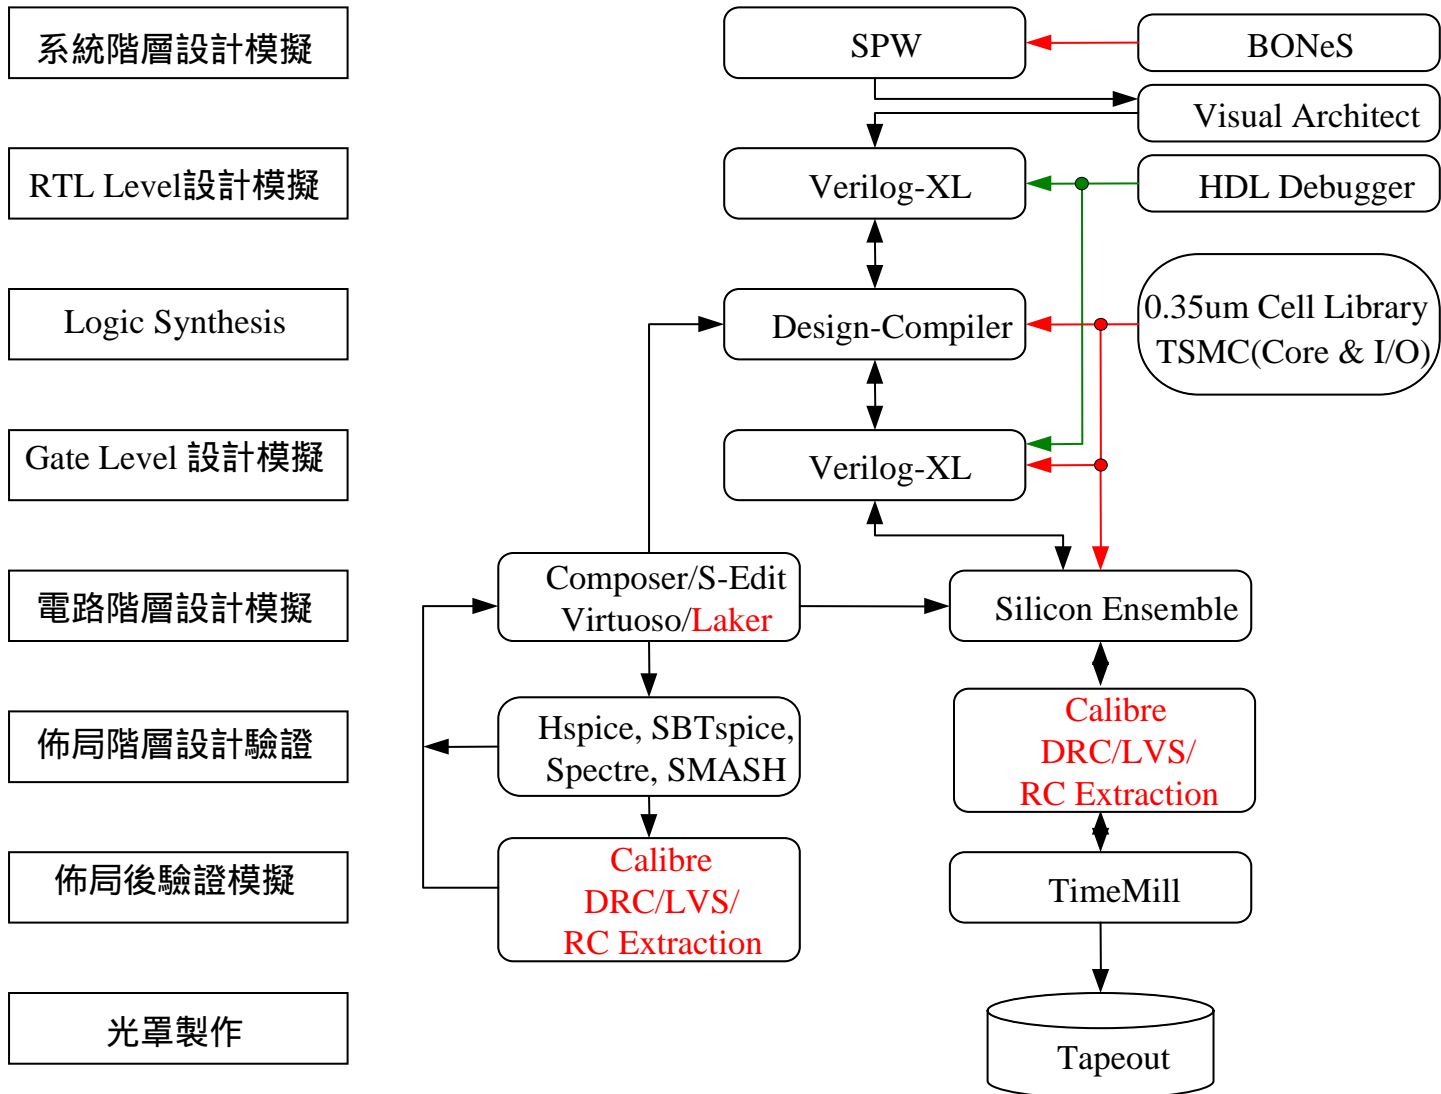 系統階層設計模擬
SPW
BONeS
Visual Architect
RTL Level設計模擬
Verilog-XL
HDL Debugger
Logic Synthesis
Design-Compiler
0.35um Cell Library
TSMC(Core & I/O)
Gate Level 設計模擬
Verilog-XL
電路階層設計模擬
Composer/S-Edit
Virtuoso/Laker
Silicon Ensemble
佈局階層設計驗證
Hspice, SBTspice,
Spectre, SMASH
Calibre
DRC/LVS/
RC Extraction
佈局後驗證模擬
Calibre
DRC/LVS/
RC Extraction
TimeMill
光罩製作
Tapeout